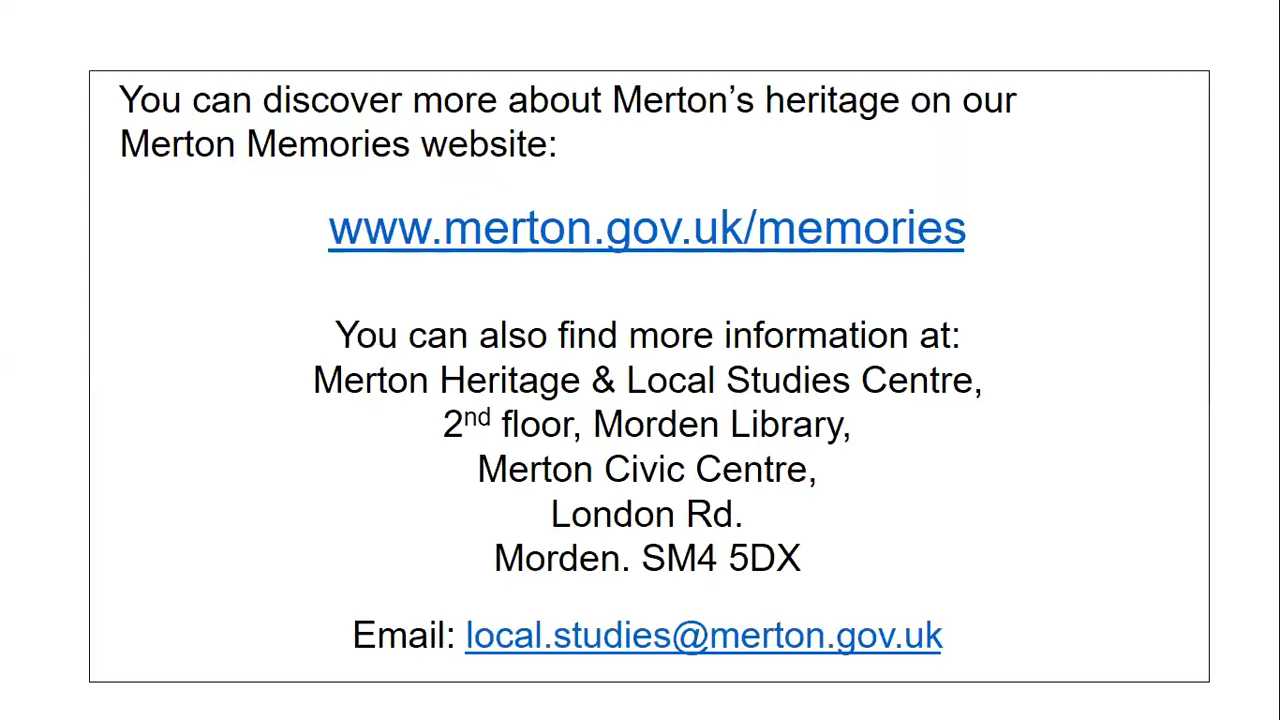 You can discover more about Merton’s heritage on our
Merton Memories website:
www.merton.gov.uk/memories
You can also find more information at:
Merton Heritage & Local Studies Centre,
2nd floor, Morden Library,
Merton Civic Centre,
London Rd.
Morden. SM4 5DX
Email: local.studies@merton.gov.uk